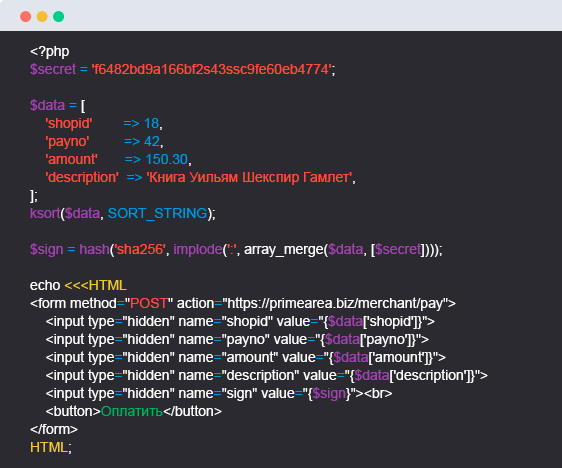 <?php
$secret = 'f6482bd9a166bf2s43ssc9fe60eb4774';
$data = [
'shopid' => 18,
'payno' => 42,
'amount' => 150.30,
'description' => 'Книга Уильям Шекспир Гамлет',
];
ksort($data, SORT_STRING);
$sign = hash('sha256', implode(':', array_merge($data, [$secret])));
echo <<<HTML
<form method="POST" action="https://primearea.biz/merchant/pay">
<input type="hidden" name="shopid" value="{$data['shopid']}">
<input type="hidden" name="payno" value="{$data['payno']}">
<input type="hidden" name="amount" value="{$data['amount']}">
<input type="hidden" name="description" value="{$data['description']}">
<input type="hidden" name="sign" value="{$sign}"><br>
<button>Оплатить</button>
</form>
HTML;